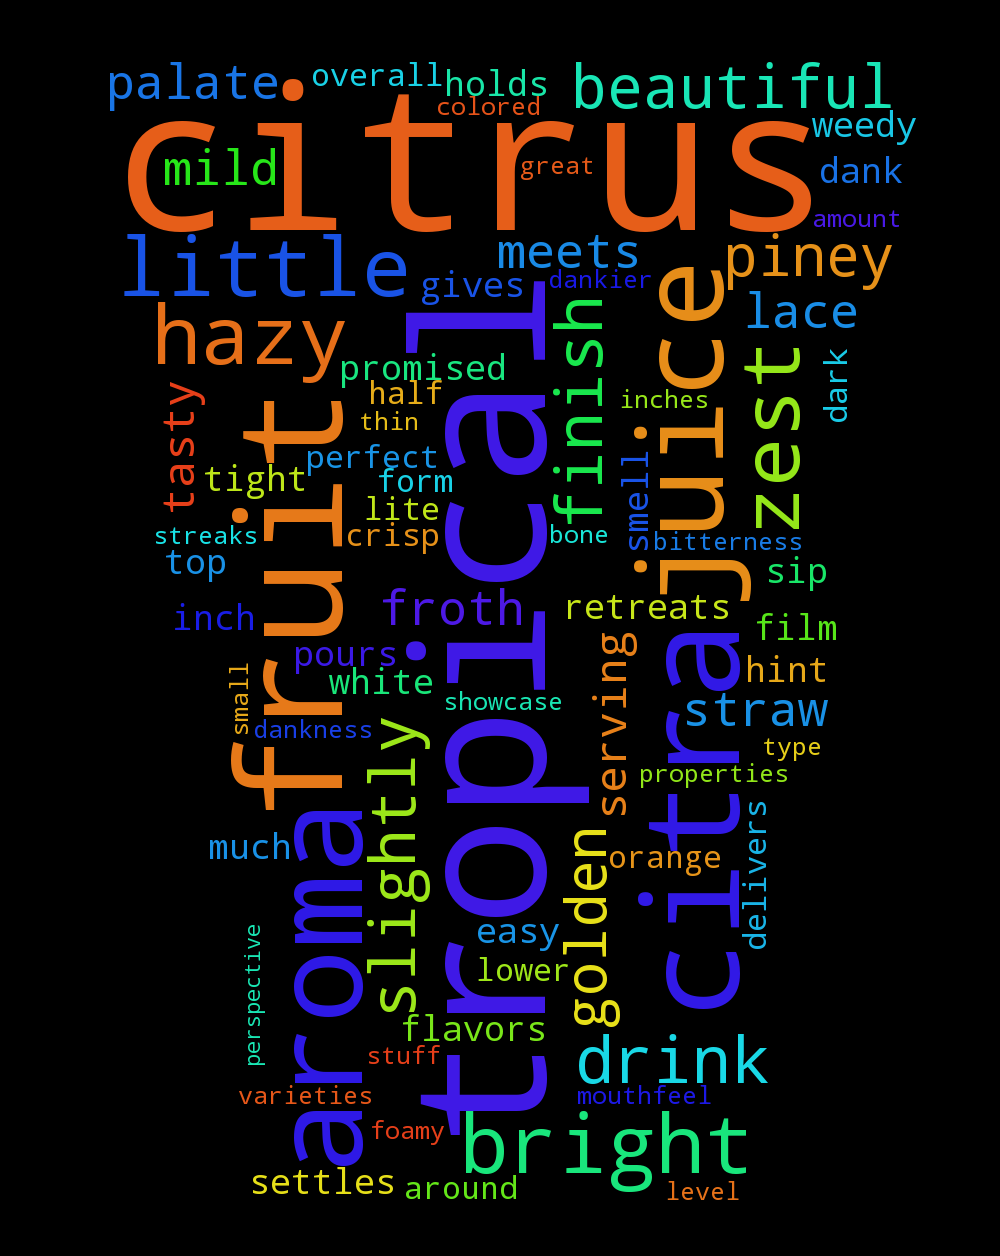 palate
overall
holds
beautiful
colored
citrus
weedy
mild
great
dank
amount
little
meets
piney
gives
dankier
hazy
lace
promised
finish
juice
zest
dark
tasty
half
inches
thin
fruit
tropical
perfect
form
smell
tight
lite
crisp
streaks
bone
bitterness
top
sip
inch
froth
retreats
film
pours
white
hint
small
showcase
serving
straw
citra
dankness
type
properties
slightly
aroma
much
orange
delivers
golden
easy
lower
perspective
flavors
stuff
drink
varieties
mouthfeel
foamy
bright
settles
around
level